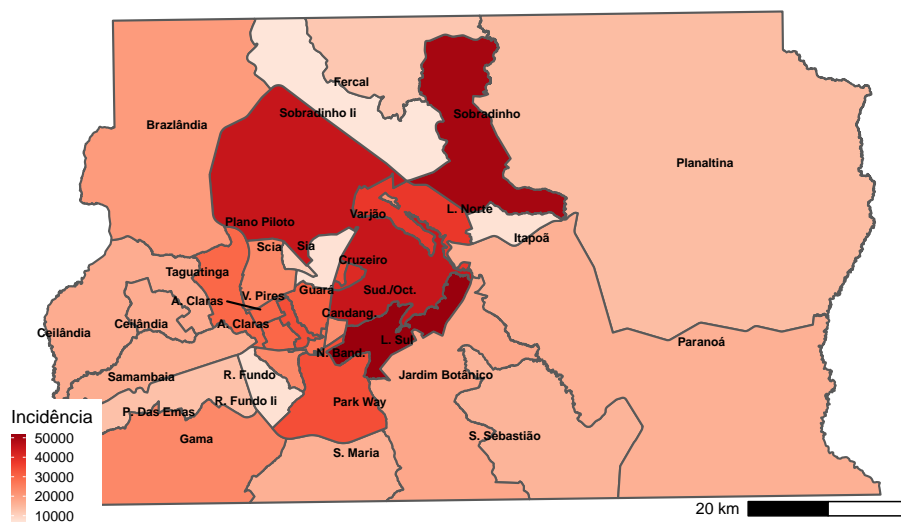 Fercal
Sobradinho Ii
Sobradinho
Brazlândia
Planaltina
Plano Piloto
Varjão
L. Norte
Itapoã
Scia
Sia
Cruzeiro
Taguatinga
A. Claras
V. Pires
Guará
Sud./Oct.
Candang.
Ceilândia
Ceilândia
A. Claras
L. Sul
N. Band.
Paranoá
Samambaia
R. Fundo
Jardim Botânico
P. Das Emas
R. Fundo Ii
Park Way
Gama
S. Maria
S. Sebastião
Incidência
50000
40000
30000
20000
10000
20 km